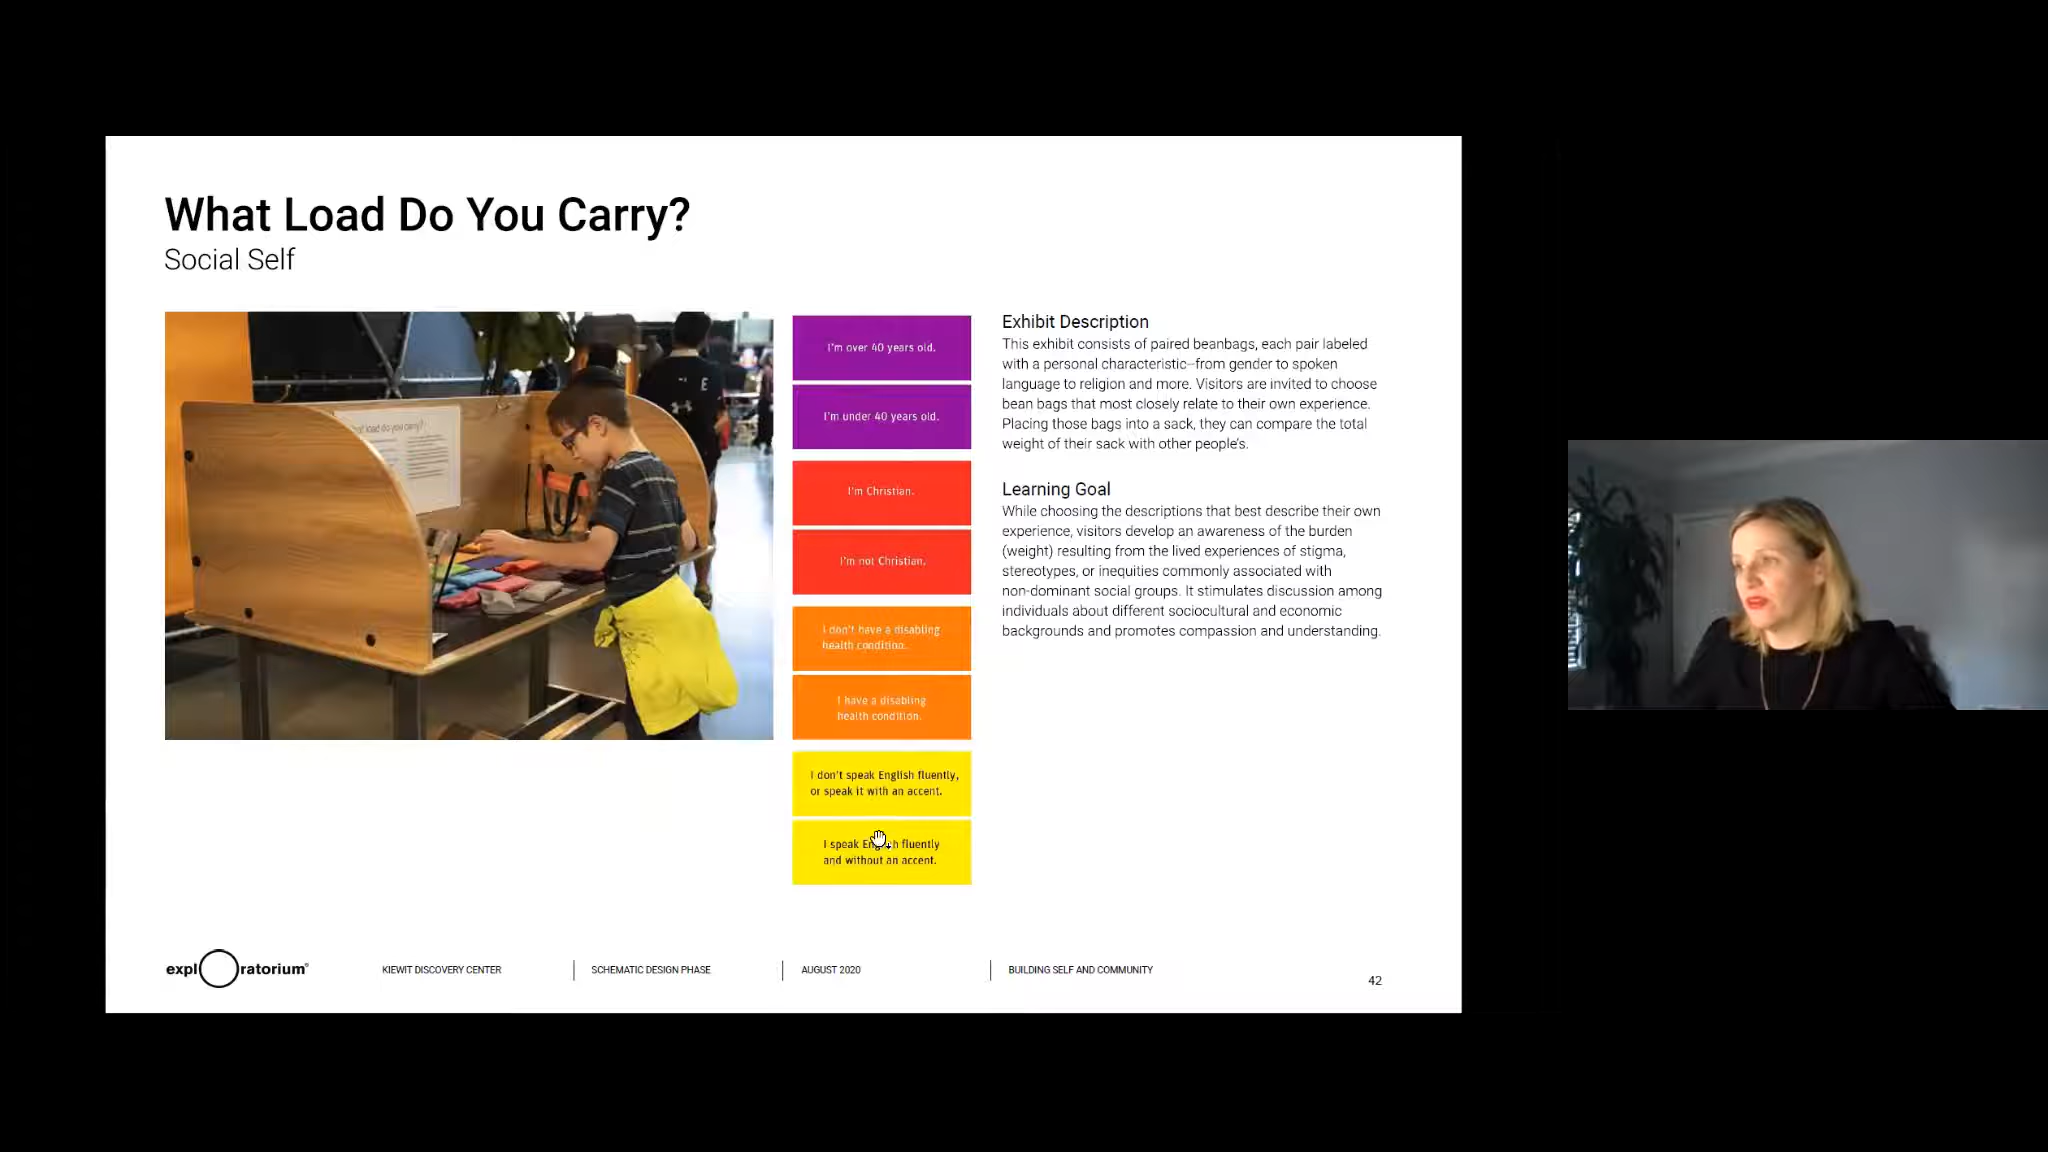 What Load Do You Carry?
Social Self
hat load do you carry?
I'm over 40 years old.
I'm under 40 years old.
I'm Christian.
I'm not Christian.
I don't have a disabling
health condition.
I have a disabling
health condition.
I don't speak English fluently,
or speak it with an accent.
I speak English fluently
and without an accent.
Exhibit Description
This exhibit consists of paired beanbags, each pair labeled
with a personal characteristic--from gender to spoken
language to religion and more. Visitors are invited to choose
bean bags that most closely relate to their own experience.
Placing those bags into a sack, they can compare the total
weight of their sack with other people's.
Learning Goal
While choosing the descriptions that best describe their own
experience, visitors develop an awareness of the burden
(weight) resulting from the lived experiences of stigma,
stereotypes, or inequities commonly associated with
non-dominant social groups. It stimulates discussion among
individuals about different sociocultural and economic
backgrounds and promotes compassion and understanding.
exploratorium®
KIEWIT DISCOVERY CENTER
SCHEMATIC DESIGN PHASE
AUGUST 2020
BUILDING SELF AND COMMUNITY
42